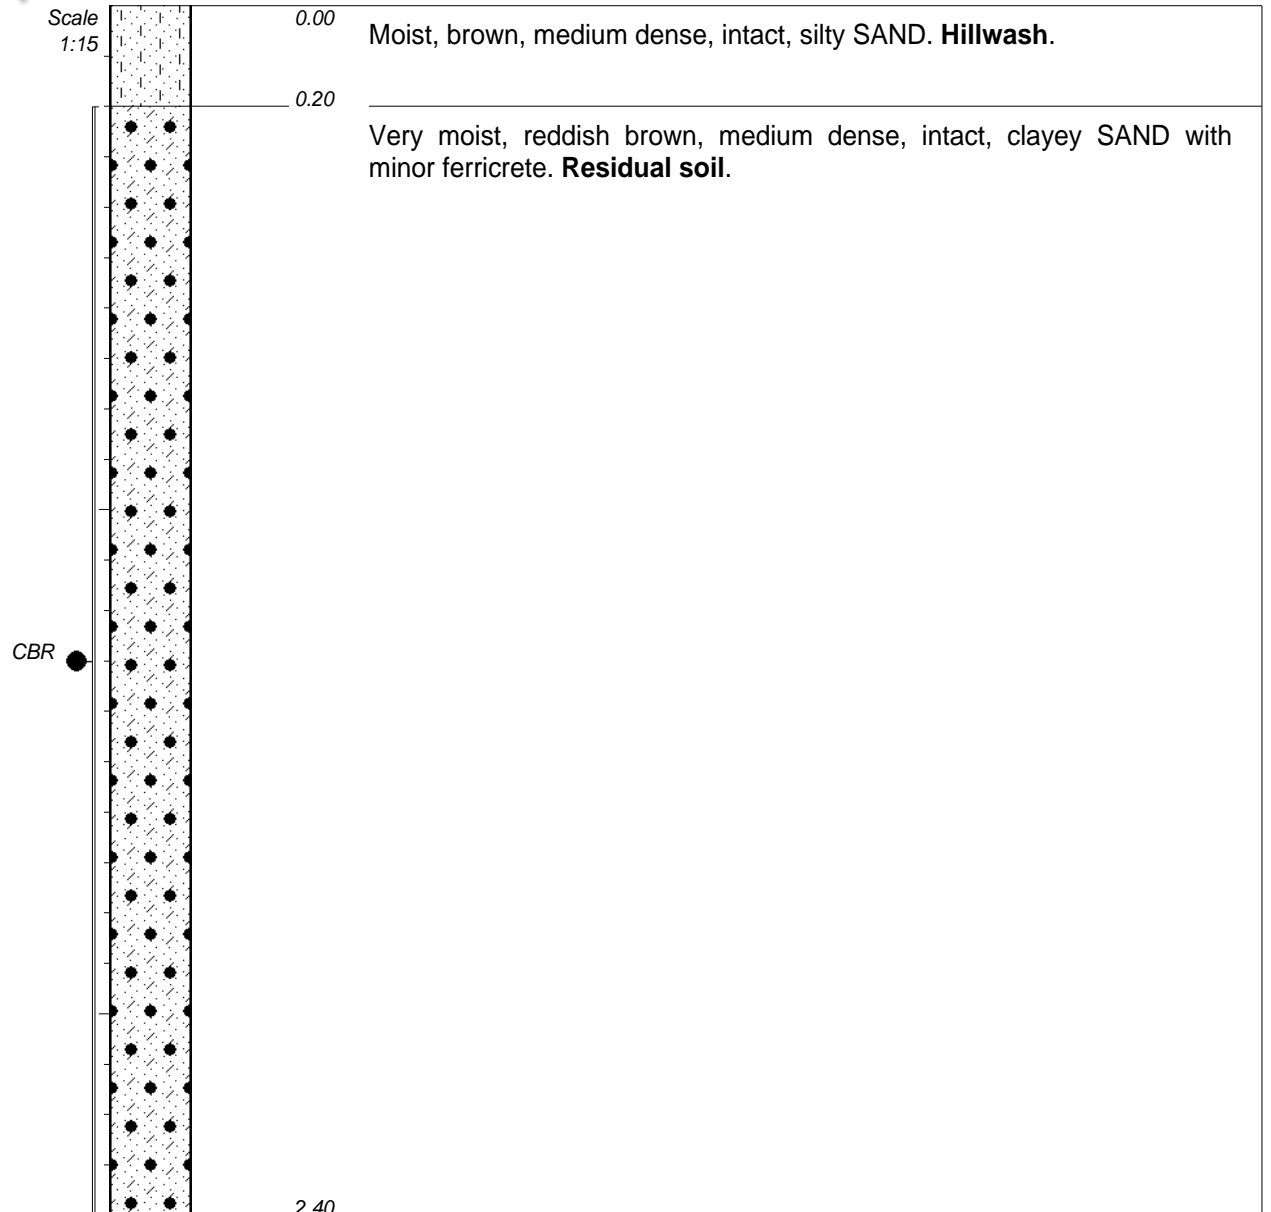 Scale
1:15
0.00
Moist, brown, medium dense, intact, silty SAND. Hillwash.
0.20
Very moist, reddish brown, medium dense, intact, clayey SAND with
minor ferricrete. Residual soil.
CBR
2.40